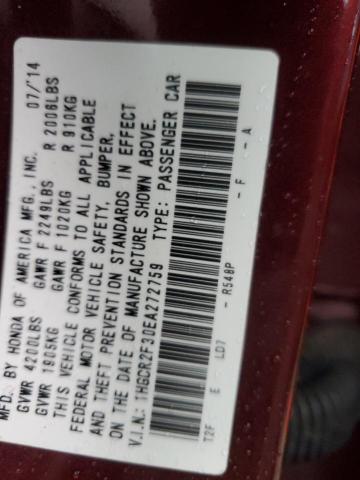 MFD. BY HONDA OF AMERICA MFG., INC. 07/'14
GVWR 4200LBS GAWR F 2249LBS R 2006LBS
GVWR 1905KG GAWR F 1020KG R 910KG
THIS VEHICLE CONFORMS TO ALL APPLICABLE
FEDERAL MOTOR VEHICLE SAFETY, BUMPER,
AND THEFT PREVENTION STANDARDS IN EFFECT
ON THE DATE OF MANUFACTURE SHOWN ABOVE.
V.I.N.: 1HGCR2F30EA272759 TYPE: PASSENGER CAR
T2F E LD7 -R548P -F -A